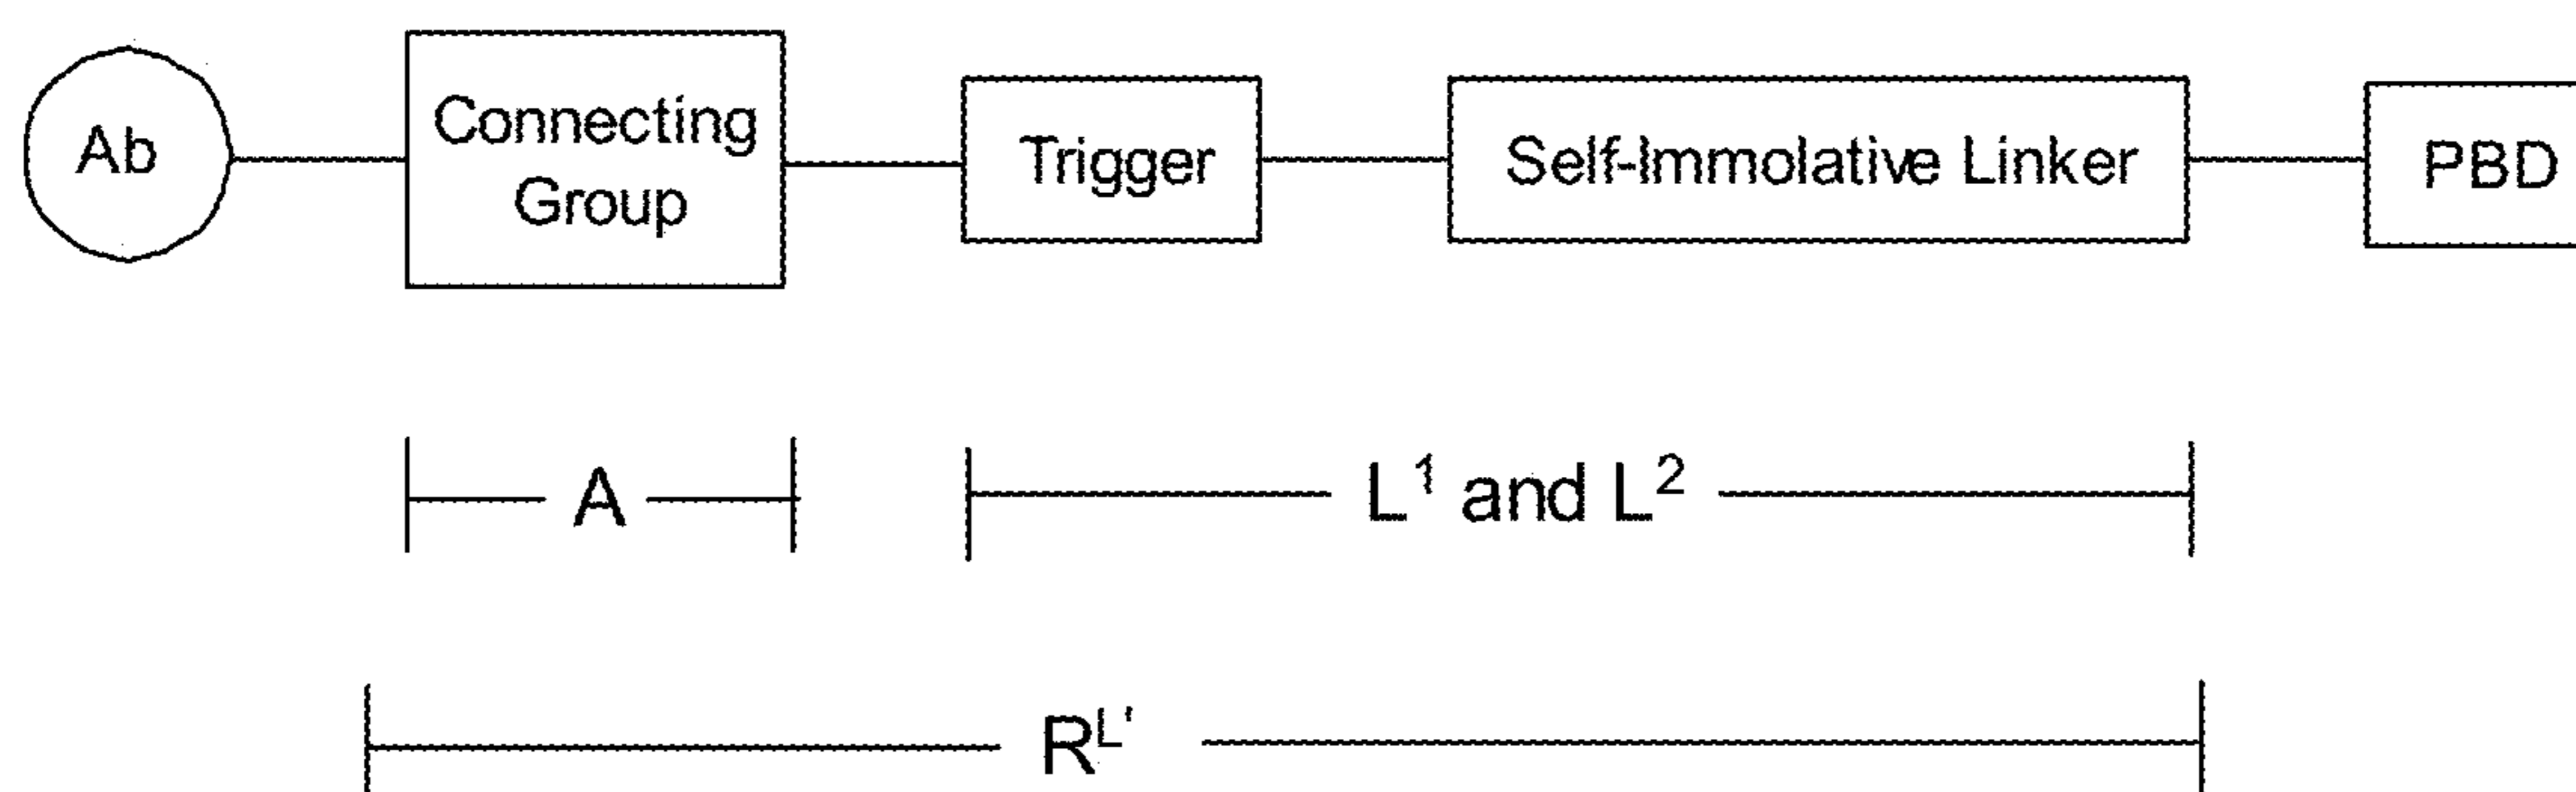 Ab
Connecting
Group
Trigger
Self-Immolative Linker
PBD
A
L¹ and L²
R^L'